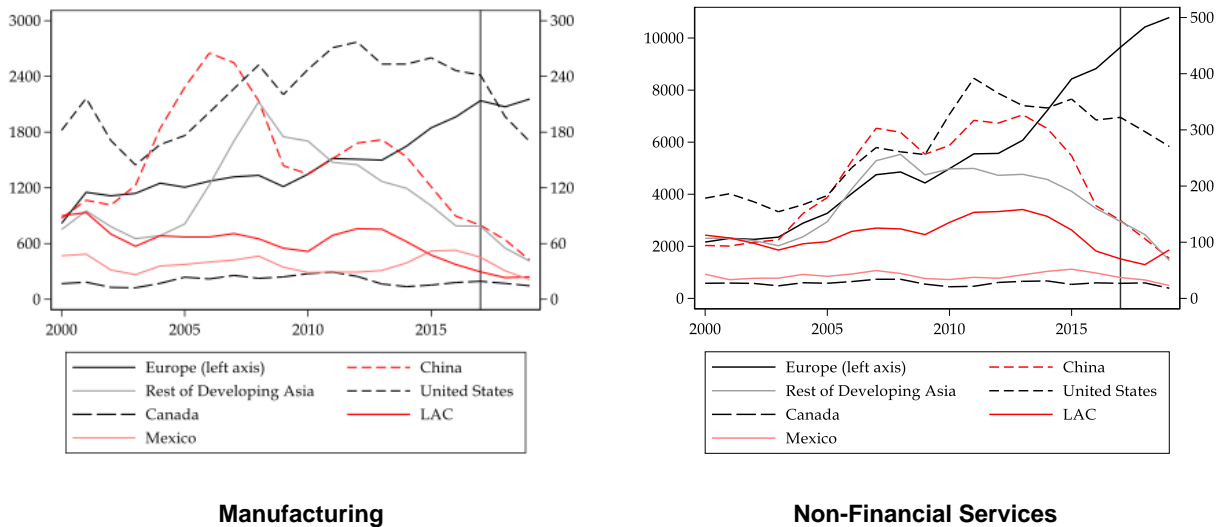 3000
2400
1800
1200
600
0
300
240
180
120
60
0
2000 2005 2010 2015
Europe (left axis) China
Rest of Developing Asia United States
Canada LAC
Mexico
Manufacturing
10000
8000
6000
4000
2000
0
500
400
300
200
100
0
2000 2005 2010 2015
Europe (left axis) China
Rest of Developing Asia United States
Canada LAC
Mexico
Non-Financial Services